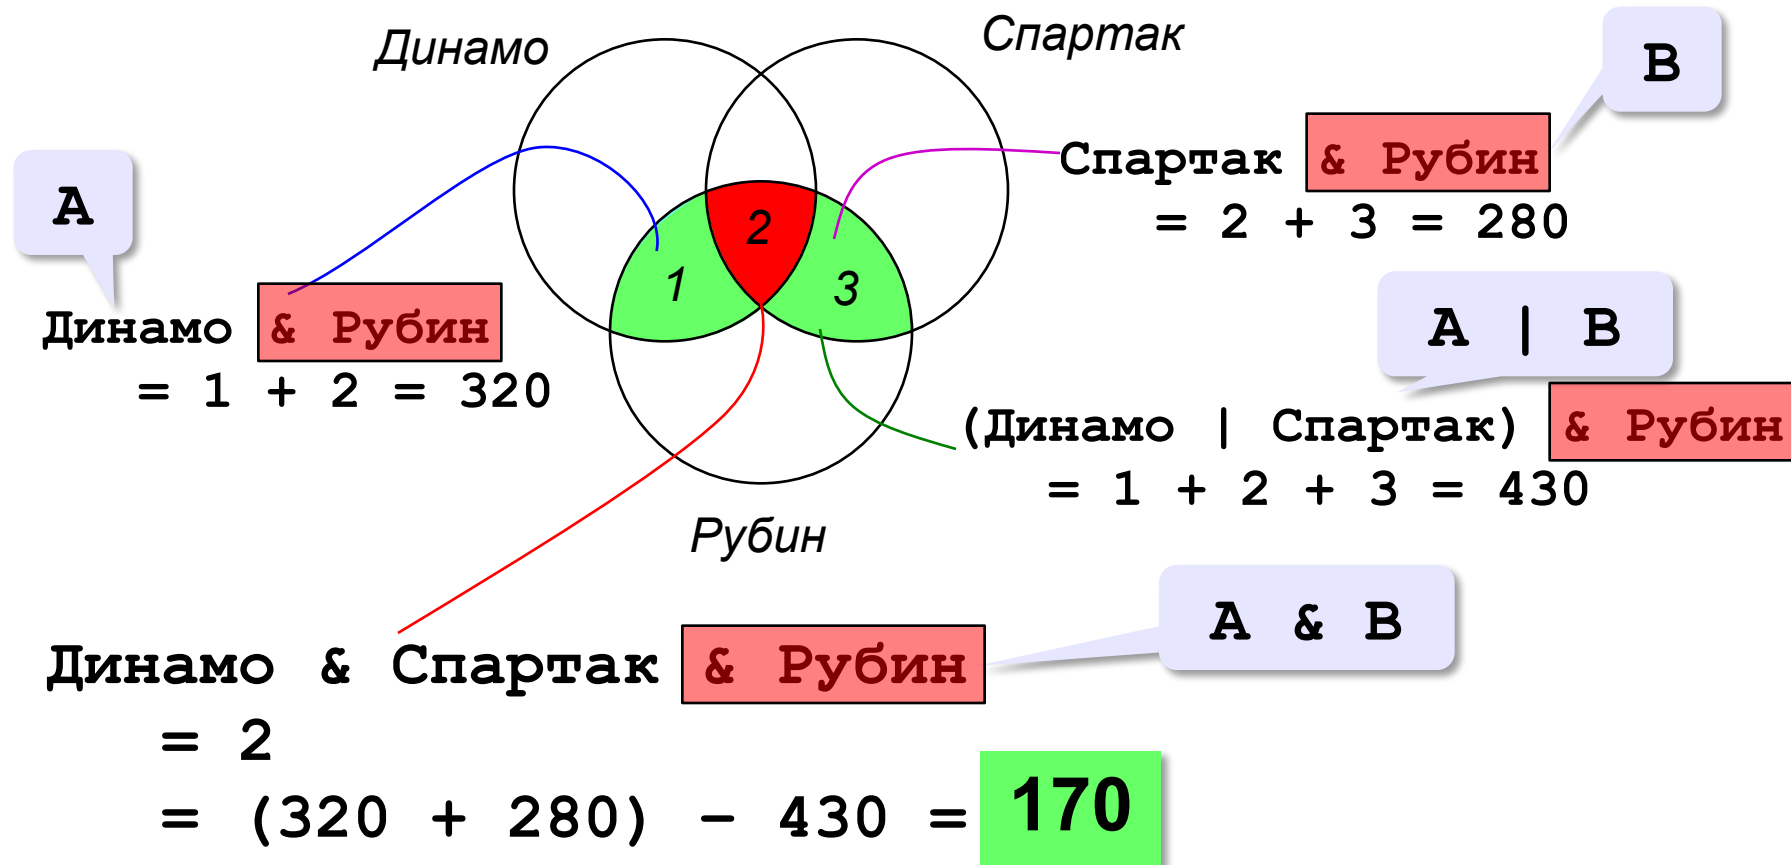 Динамо
Спартак
B
A
Спартак & Рубин
= 2 + 3 = 280
1
2
3
Динамо & Рубин
= 1 + 2 = 320
A | B
(Динамо | Спартак) & Рубин
= 1 + 2 + 3 = 430
Рубин
A & B
Динамо & Спартак & Рубин
= 2
= (320 + 280) – 430 = 170